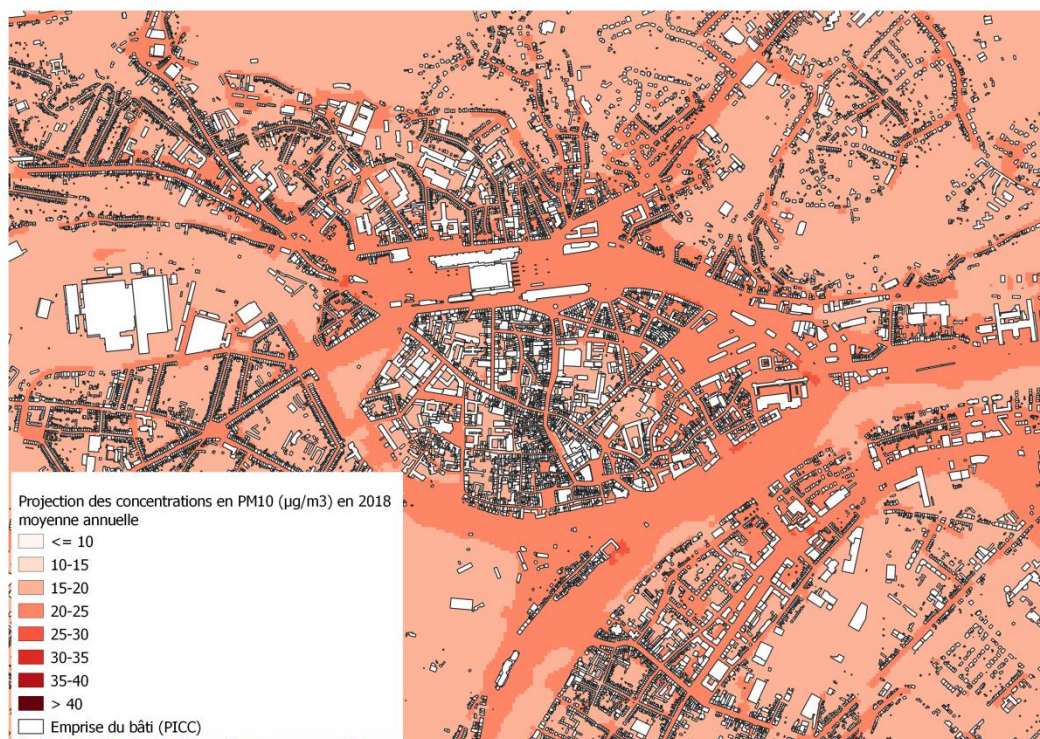 Projection des concentrations en PM10 (µg/m3) en 2018
moyenne annuelle
<= 10
10-15
15-20
20-25
25-30
30-35
35-40
> 40
Emprise du bâti (PICC)